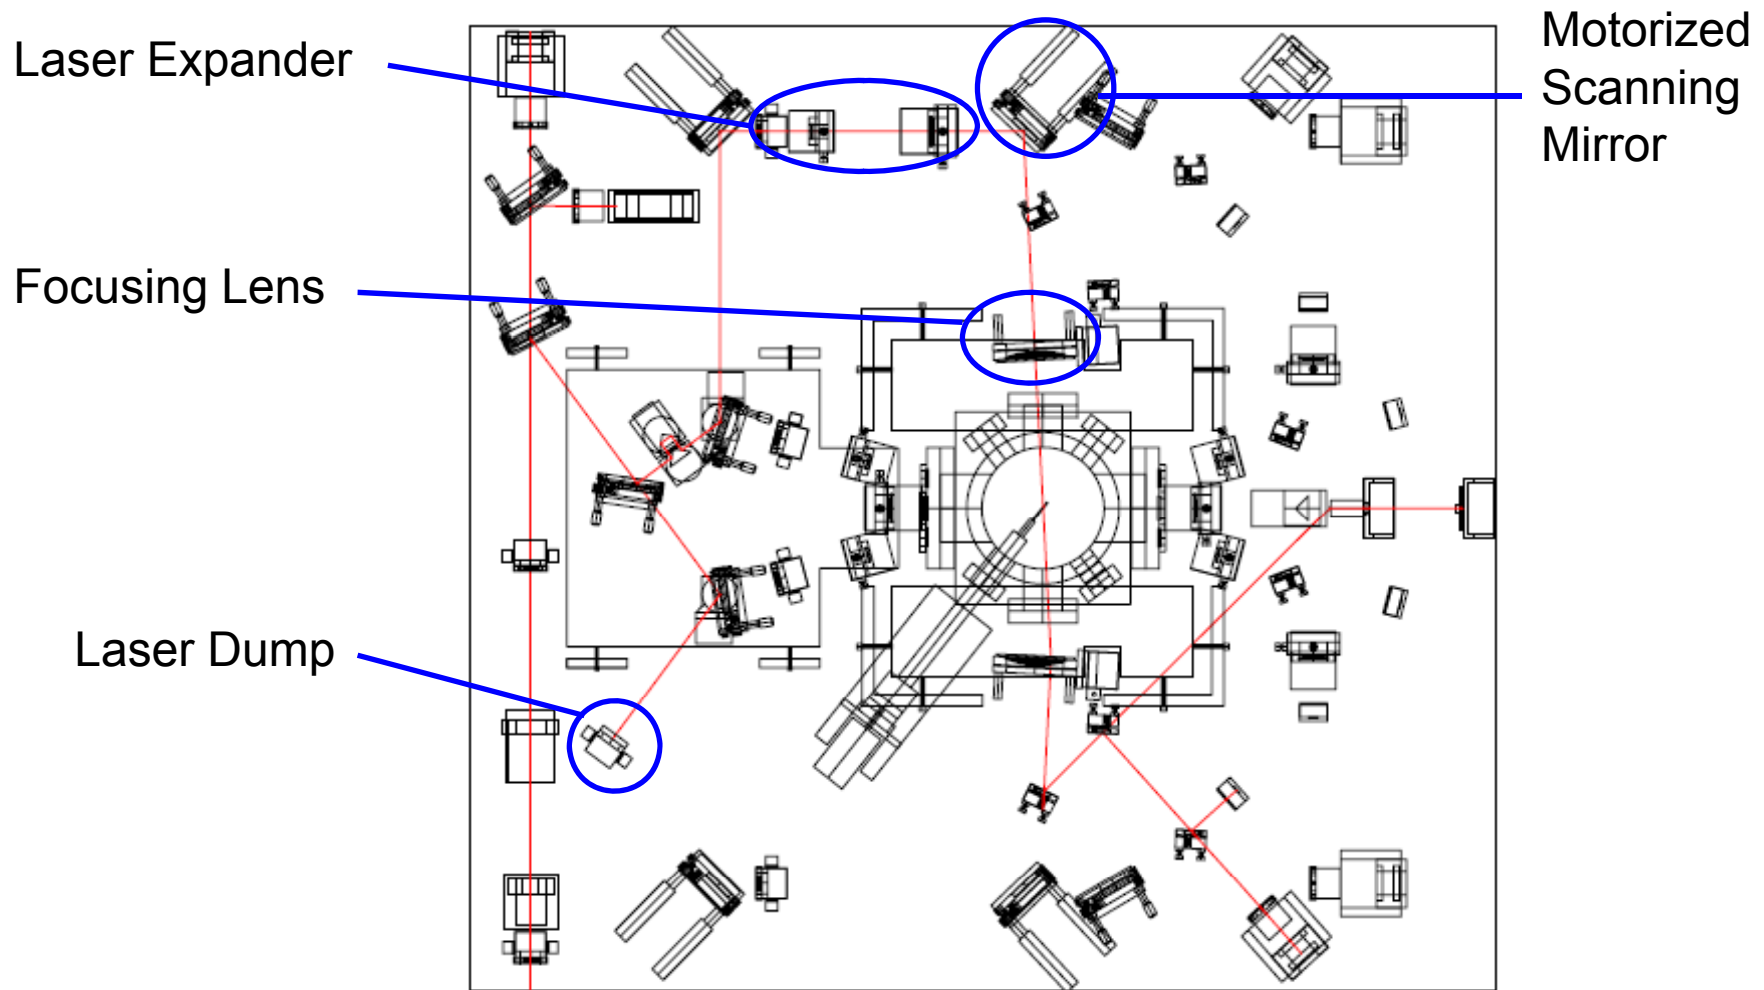 Laser Expander
Motorized
Scanning
Mirror
Focusing Lens
Laser Dump